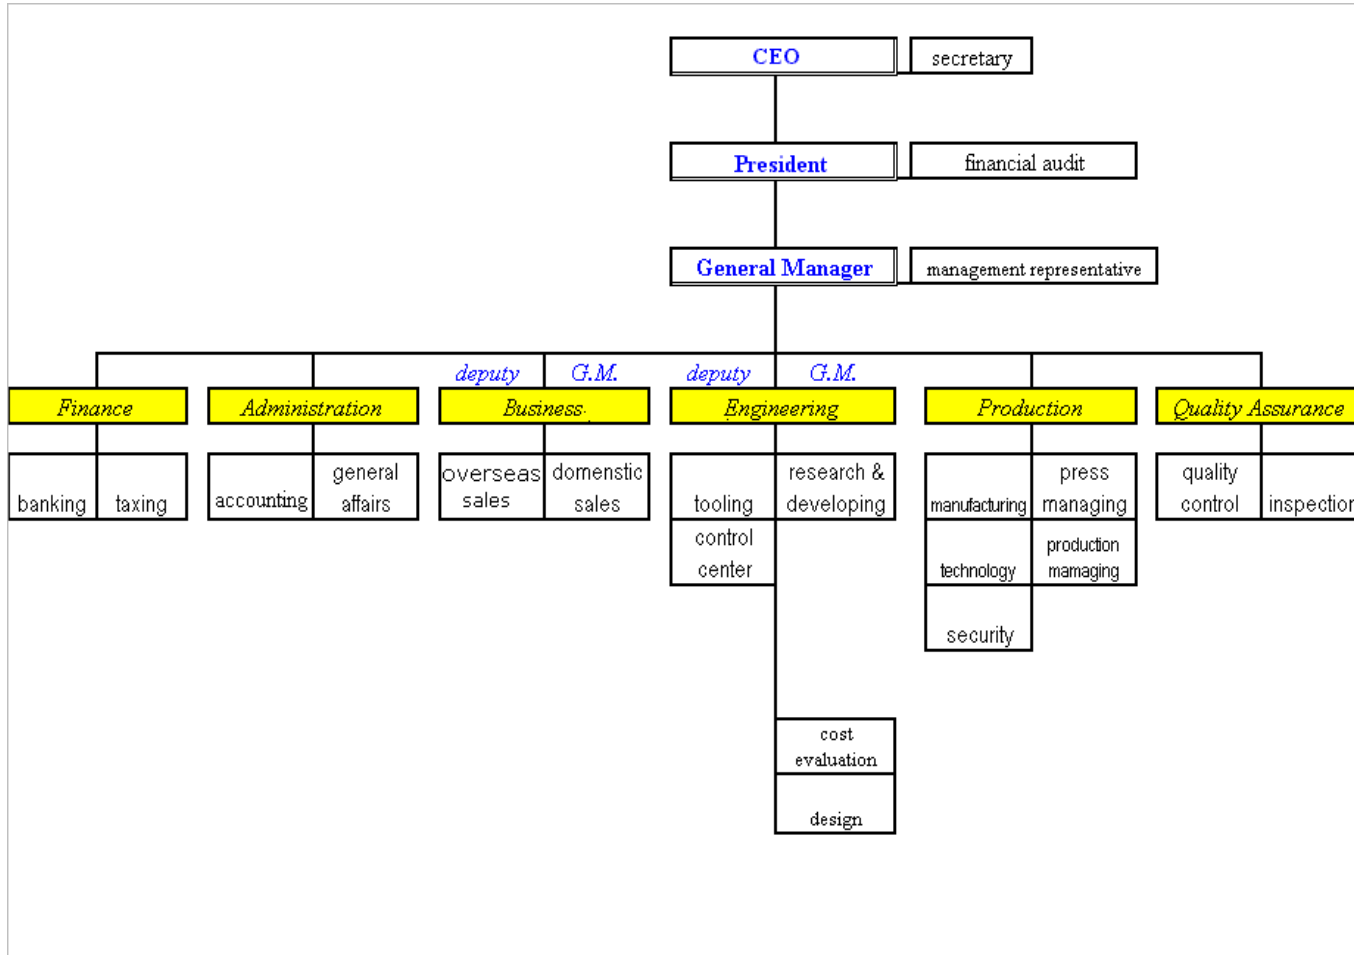 CEO
secretary
President
financial audit
General Manager
management representative
deputy G.M.
deputy G.M.
Finance
Administration
Business
Engineering
Production
Quality Assurance
banking
taxing
accounting
general
affairs
overseas
sales
domenstic
sales
tooling
research &
developing
control
center
manufacturing
press
managing
technology
production
mamaging
security
quality
control
inspection
cost
evaluation
design